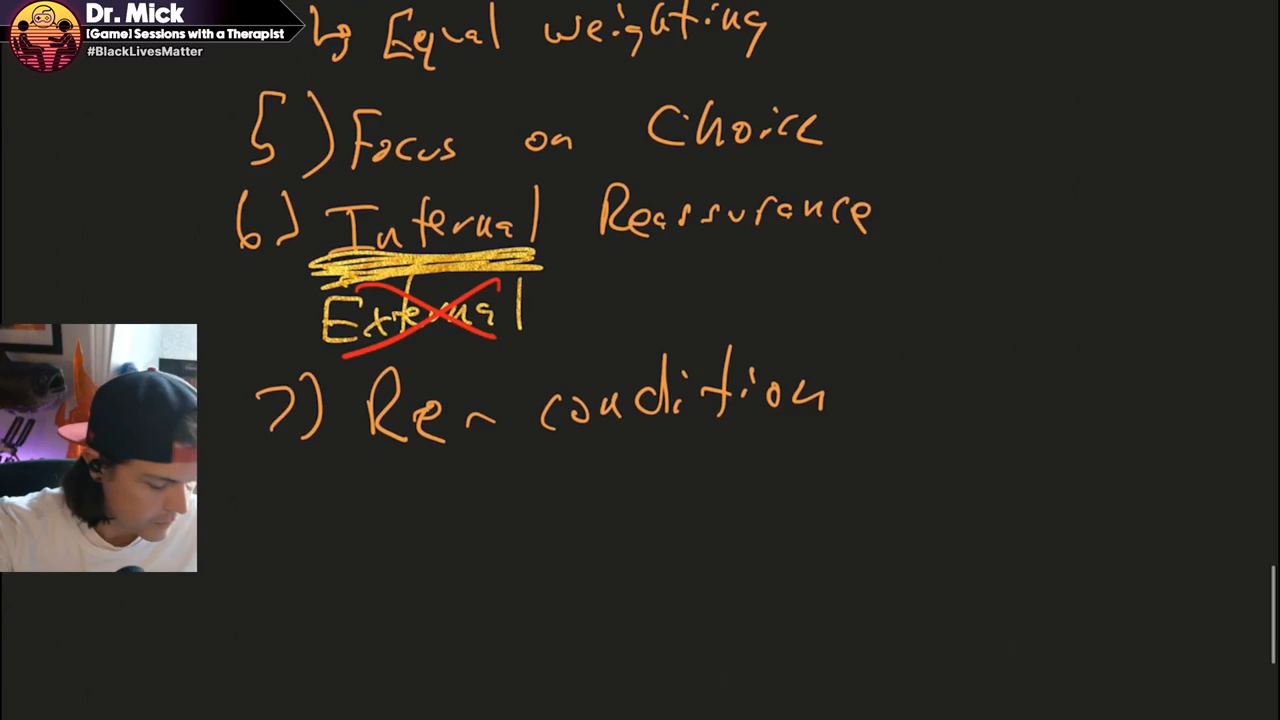 Dr. Mick
[Game] Sessions with a Therapist
#BlackLivesMatter
↳ Equal weighting
5) Focus on Choice
6) Internal Reassurance
External
7) Re - condition